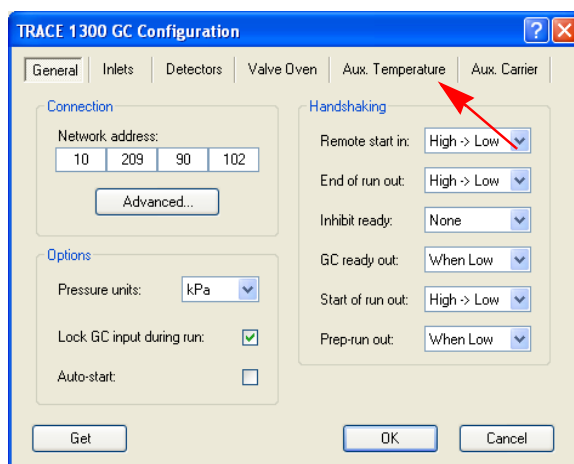 TRACE 1300 GC Configuration
General Inlets Detectors Valve Oven Aux. Temperature Aux. Carrier
Connection
Network address:
10 209 90 102
Advanced...
Options
Pressure units: kPa
Lock GC input during run:
Auto-start:
Handshaking
Remote start in: High -> Low
End of run out: High -> Low
Inhibit ready: None
GC ready out: When Low
Start of run out: High -> Low
Prep-run out: When Low
Get OK Cancel